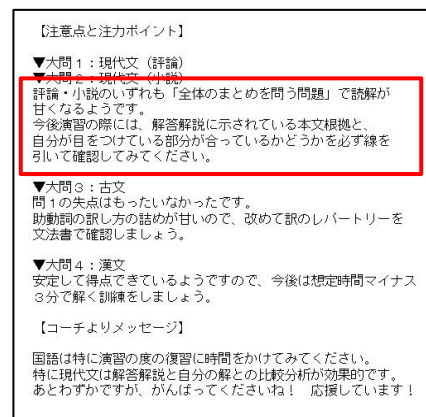 【注意点と注力ポイント】
▼大問1：現代文（評論）
▼大問2：現代文（小説）
評論・小説のいずれも「全体のまとめを問う問題」で読解が
甘くなるようです。
今後演習の際には、解答解説に示されている本文根拠と、
自分が目をつけている部分が合っているかどうかを必ず線を
引いて確認してみてください。
▼大問3：古文
問1の失点はもったいなかったです。
助動詞の訳し方の詰めが甘いので、改めて訳のレパートリーを
文法書で確認しましょう。
▼大問4：漢文
安定して得点できているようですので、今後は想定時間マイナス
3分で解く訓練をしましょう。
【コーチよりメッセージ】
国語は特に演習の度の復習に時間をかけてみてください。
特に現代文は解答解説と自分の解との比較分析が効果的です。
あとわずかですが、がんばってくださいね！　応援しています！